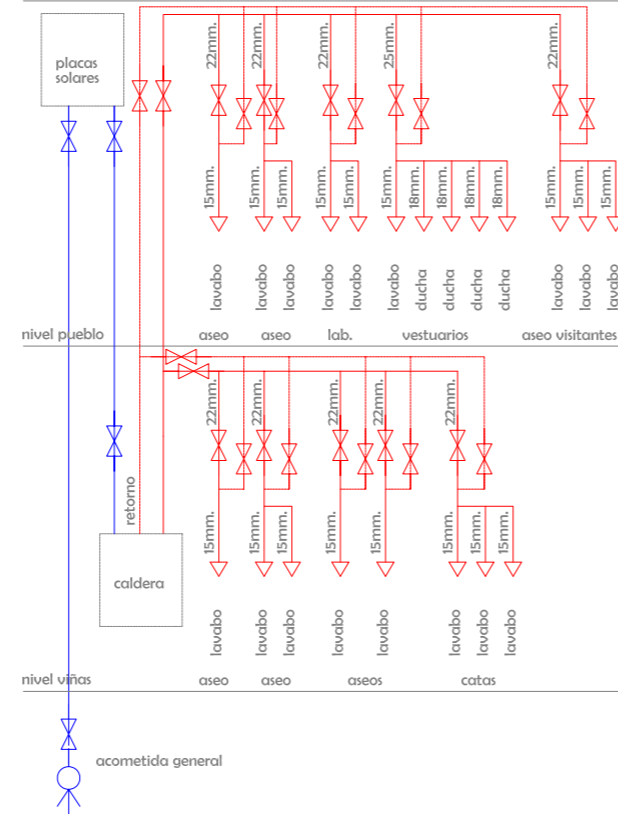 placas
solares
22mm.
22mm.
22mm.
25mm.
22mm.
15mm.
15mm.
15mm.
15mm.
15mm.
15mm.
18mm.
18mm.
18mm.
18mm.
15mm.
15mm.
15mm.
lavabo
lavabo
lavabo
lavabo
lavabo
lavabo
ducha
ducha
ducha
ducha
lavabo
lavabo
lavabo
nivel pueblo
aseo
aseo
lab.
vestuarios
aseo visitantes
22mm.
22mm.
22mm.
22mm.
22mm.
retorno
caldera
15mm.
15mm.
15mm.
15mm.
15mm.
15mm.
15mm.
15mm.
lavabo
lavabo
lavabo
lavabo
lavabo
lavabo
lavabo
lavabo
nivel viñas
aseo
aseo
aseos
catas
acometida general